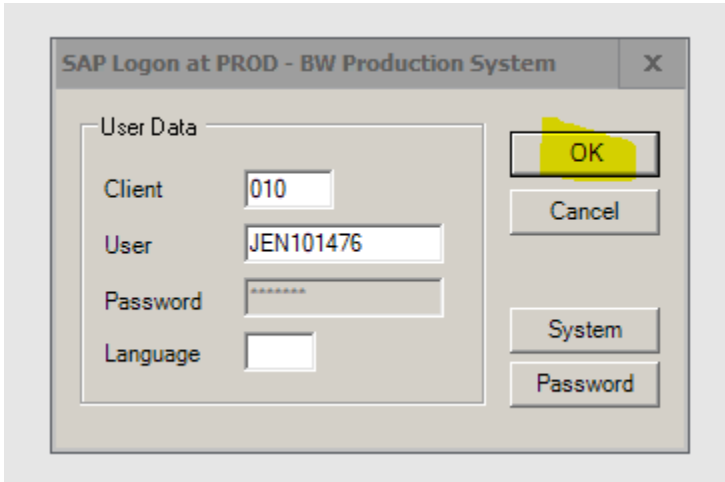 SAP Logon at PROD - BW Production System
x
User Data
Client 010
User JEN101476
Password *******
Language
OK
Cancel
System
Password